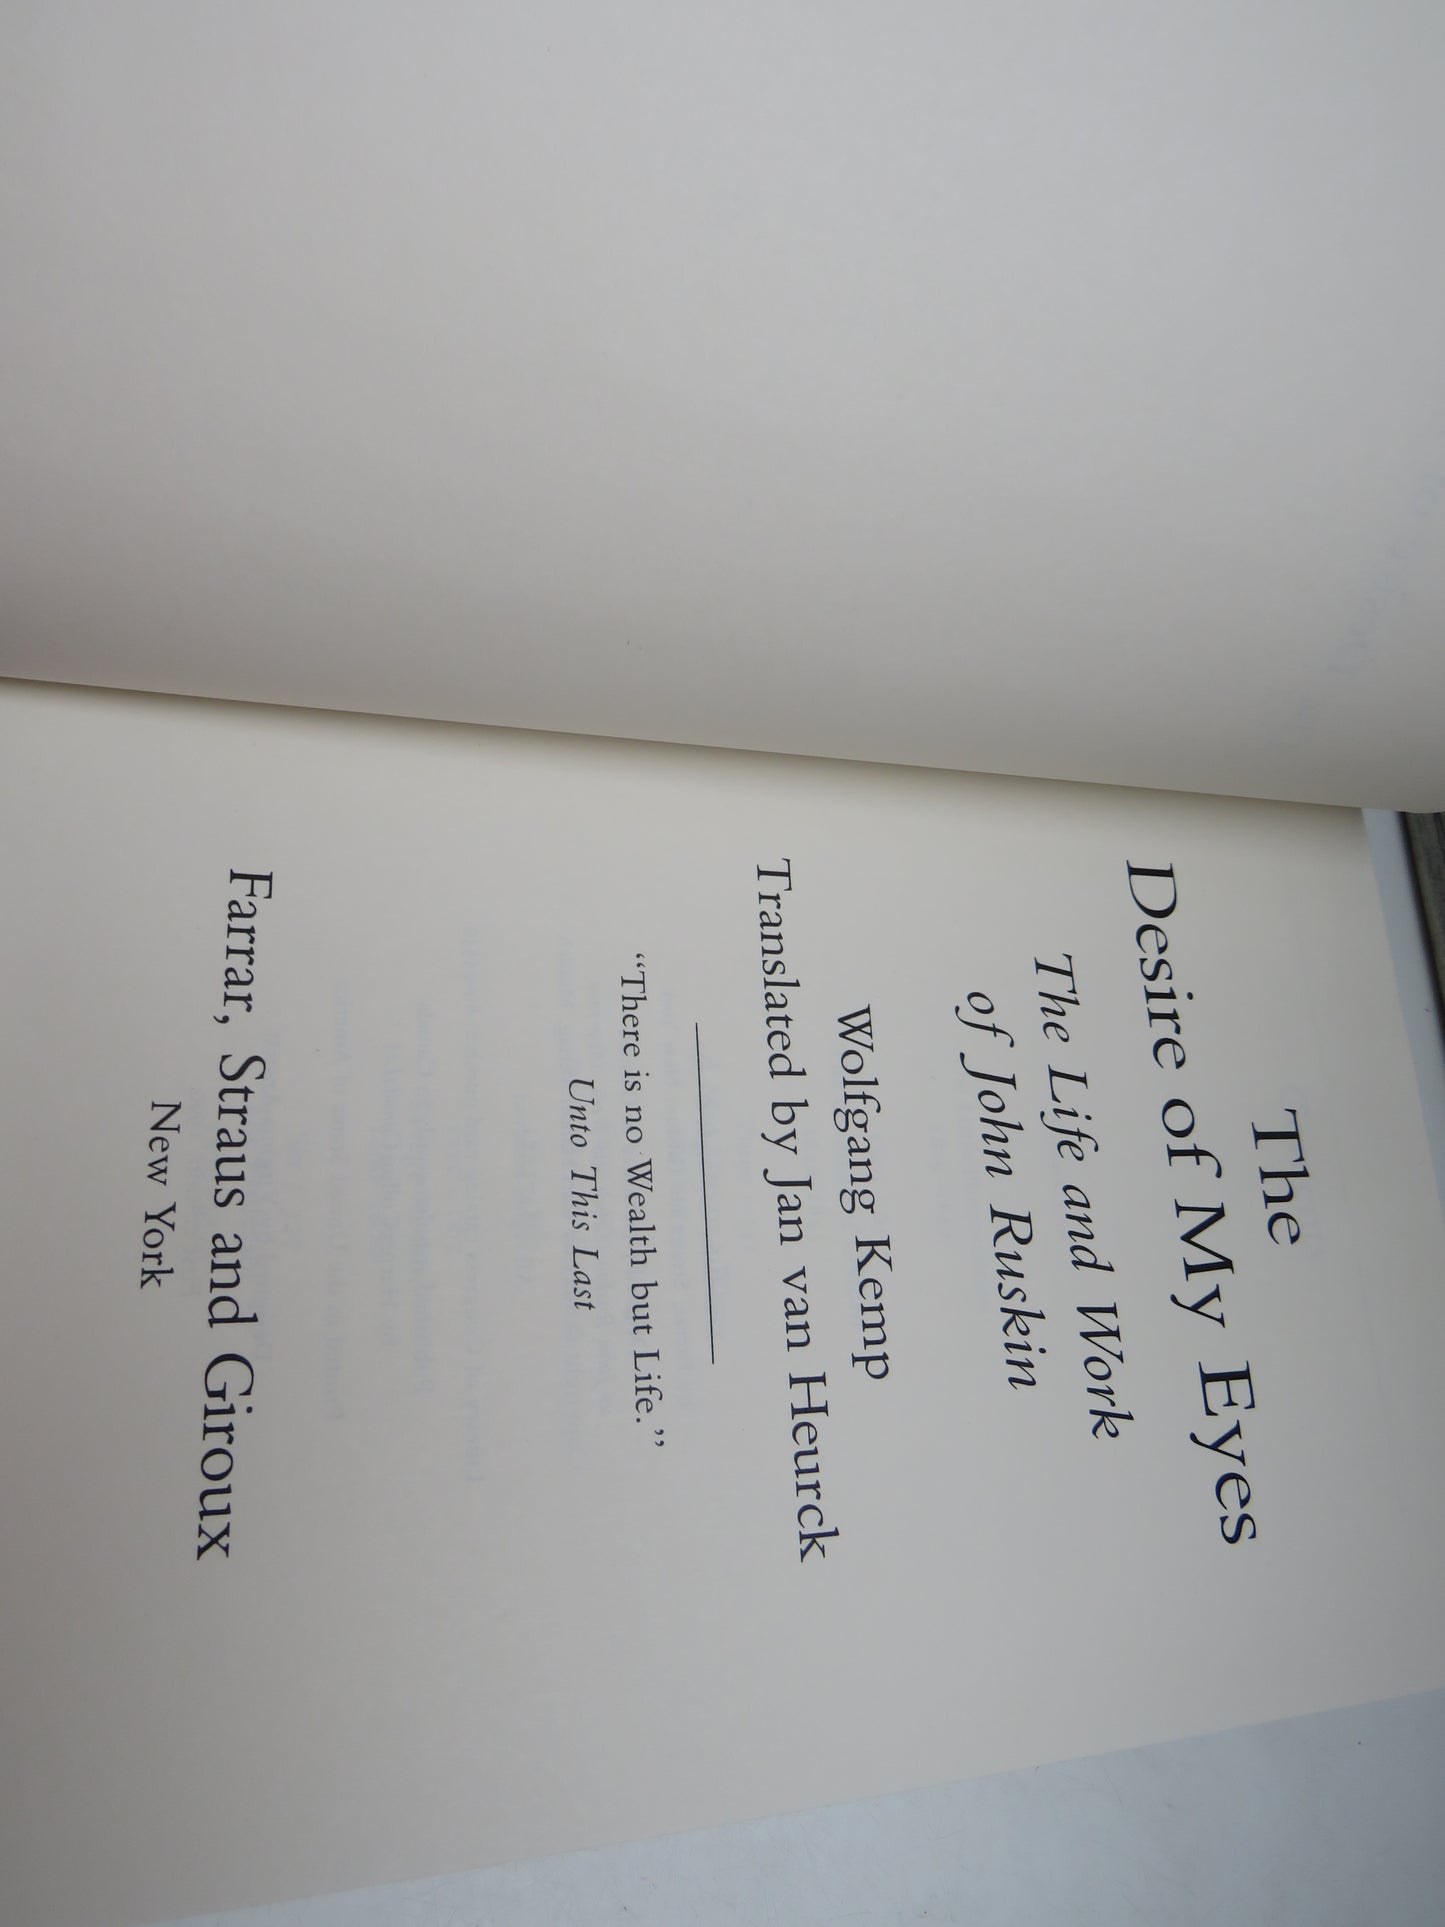 The
Desire of My Eyes
The Life and Work
of John Ruskin
Wolfgang Kemp
Translated by Jan van Heurck
“There is no Wealth but Life.”
Unto This Last
Farrar, Straus and Giroux
New York